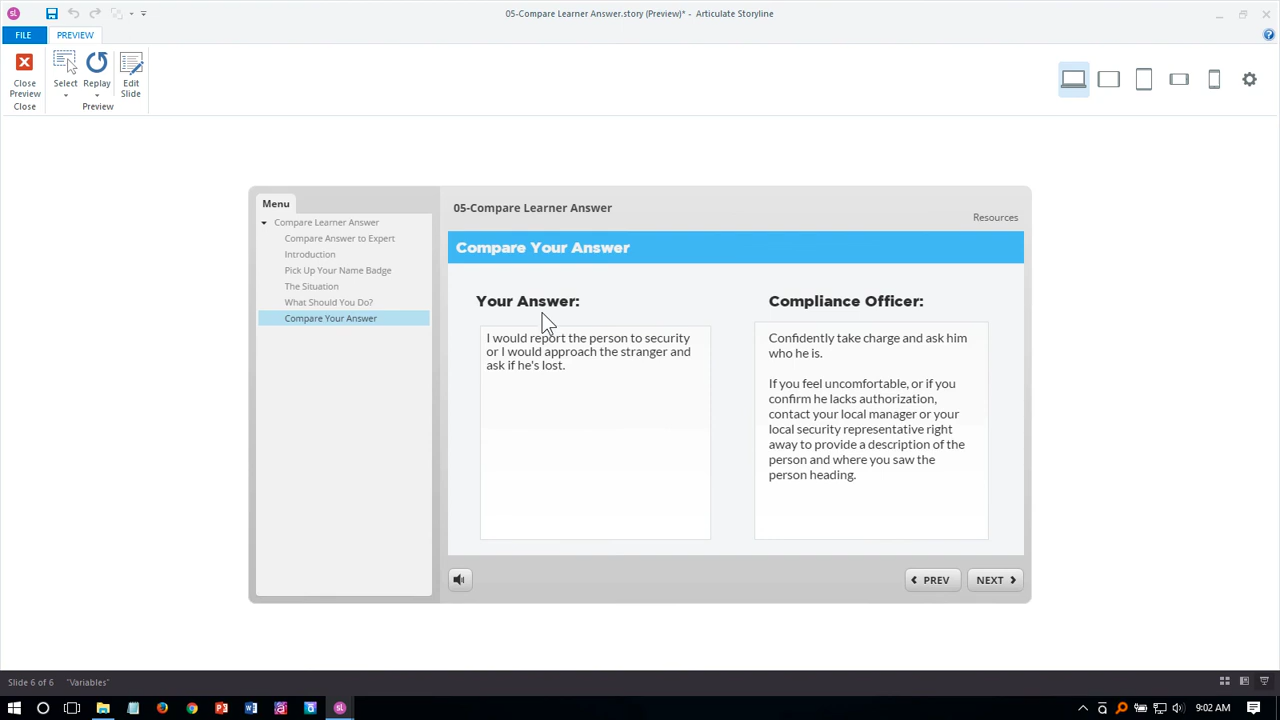 sl
05-Compare Learner Answer.story (Preview)* - Articulate Storyline
FILE
PREVIEW
Close
Preview
Select
Replay
Edit
Slide
Close
Preview
Menu
Compare Learner Answer
Compare Answer to Expert
Introduction
Pick Up Your Name Badge
The Situation
What Should You Do?
Compare Your Answer
05-Compare Learner Answer
Resources
Compare Your Answer
Your Answer:
I would report the person to security
or I would approach the stranger and
ask if he's lost.
Compliance Officer:
Confidently take charge and ask him
who he is.
If you feel uncomfortable, or if you
confirm he lacks authorization,
contact your local manager or your
local security representative right
away to provide a description of the
person and where you saw the
person heading.
PREV
NEXT
Slide 6 of 6
"Variables"
9:02 AM